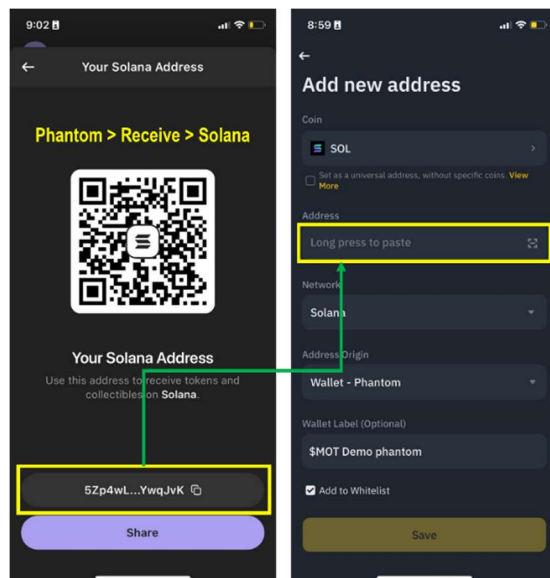 9:02
Your Solana Address
Phantom > Receive > Solana
Your Solana Address
Use this address to receive tokens and
collectibles on Solana.
5Zp4wL...YwqJvK
Share
8:59
Add new address
Coin
SOL
Set as a universal address, without specific coins. View
More
Address
Long press to paste
Network
Solana
Address Origin
Wallet - Phantom
Wallet Label (Optional)
$MOT Demo phantom
Add to Whitelist
Save